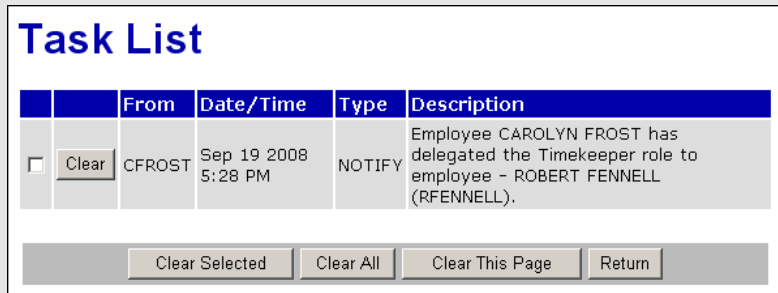 Task List
From Date/Time Type Description
Clear CFROST Sep 19 2008 5:28 PM NOTIFY Employee CAROLYN FROST has
delegated the Timekeeper role to
employee - ROBERT FENNELL
(RFENNELL).
Clear Selected Clear All Clear This Page Return